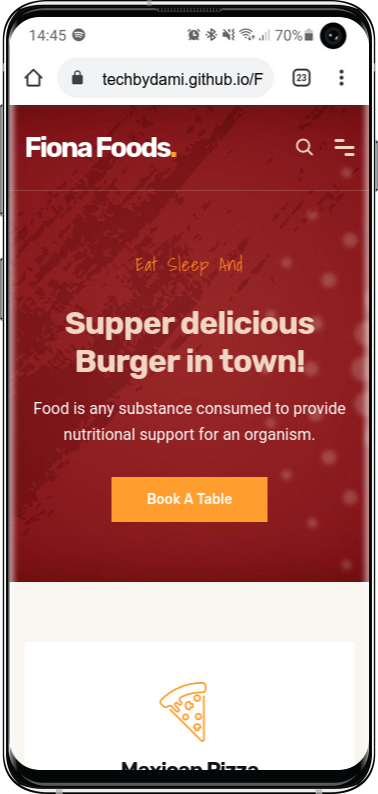 14:45
70%
techbydami.github.io/F
23
Fiona Foods.
Eat Sleep And
Supper delicious
Burger in town!
Food is any substance consumed to provide
nutritional support for an organism.
Book A Table
Mexican Pizza